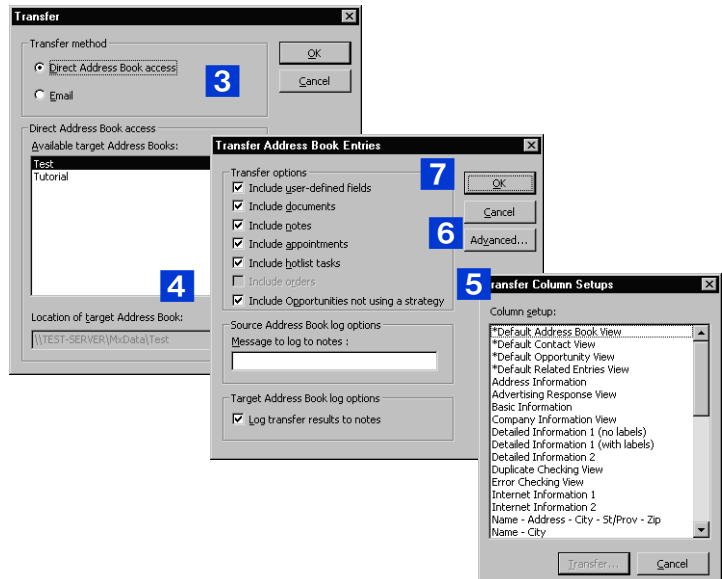 Transfer
Transfer method
Direct Address Book access
Email
3
OK
Cancel
Direct Address Book access
Available target Address Books:
Test
Tutorial
4
Location of target Address Book:
\\TEST-SERVER\MxData\Test
Transfer Address Book Entries
Transfer options
Include user-defined fields
Include documents
Include notes
Include appointments
Include hotlist tasks
Include orders
Include Opportunities not using a strategy
7
OK
Cancel
6
Advanced...
Source Address Book log options
Message to log to notes :
Target Address Book log options
Log transfer results to notes
5
ransfer Column Setups
Column setup:
*Default Address Book View
*Default Contact View
*Default Opportunity View
*Default Related Entries View
Address Information
Advertising Response View
Basic Information
Company Information View
Detailed Information 1 (no labels)
Detailed Information 1 (with labels)
Detailed Information 2
Duplicate Checking View
Error Checking View
Internet Information 1
Internet Information 2
Name - Address - City - St/Prov - Zip
Name - City
Transfer...
Cancel